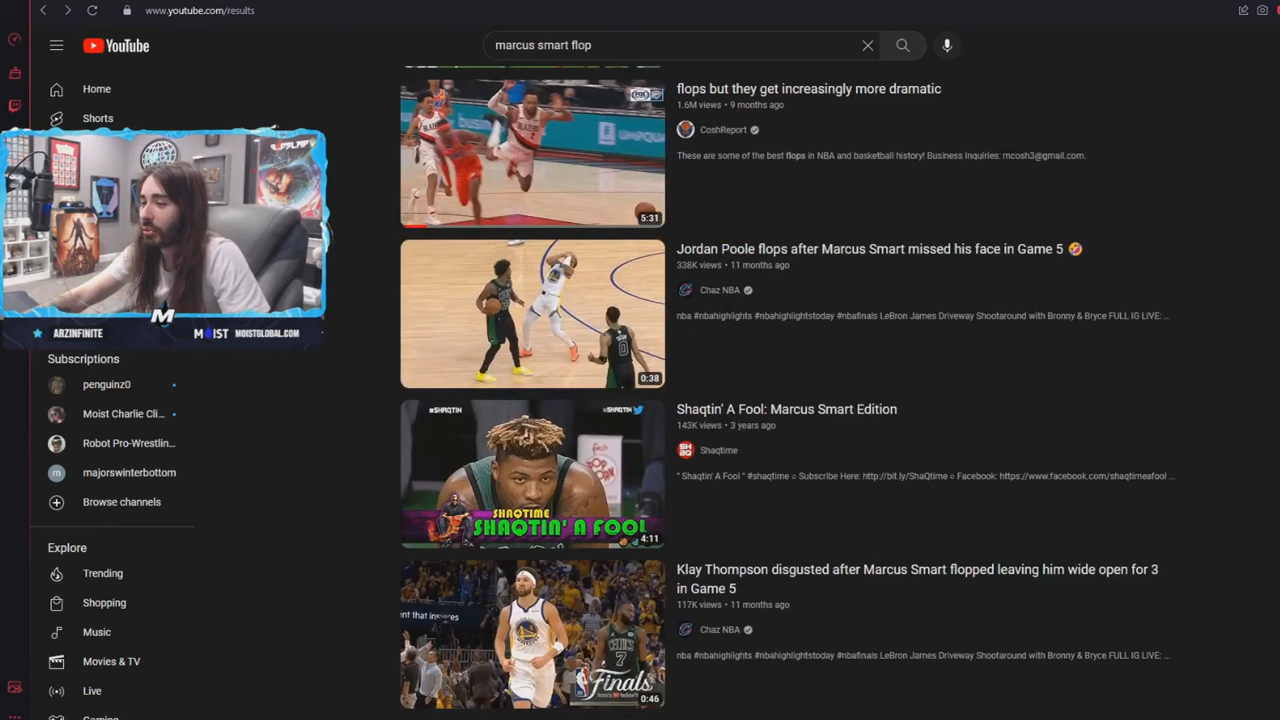 www.youtube.com/results
YouTube
marcus smart flop
Home
Shorts
ARZINFINITE
M
MOIST
MOISTGLOBAL.COM
Subscriptions
penguinz0
Moist Charlie Cli...
Robot Pro-Wrestlin...
majorswinterbottom
Browse channels
Explore
Trending
Shopping
Music
Movies & TV
Live
5:31
flops but they get increasingly more dramatic
1.6M views • 9 months ago
CoshReport
These are some of the best flops in NBA and basketball history! Business Inquiries: mcosh3@gmail.com.
0:38
Jordan Poole flops after Marcus Smart missed his face in Game 5 🤣
338K views • 11 months ago
Chaz NBA
nba #nbahighlights #nbahighlightstoday #nbafinals LeBron James Driveway Shootaround with Bronny & Bryce FULL IG LIVE: ...
#SHAQTIN
@SHAQTIN
SHAQTIME
SHAQTIN' A FOOL
4:11
Shaqtin' A Fool: Marcus Smart Edition
143K views • 3 years ago
Shaqtime
" Shaqtin' A Fool " #shaqtime ○ Subscribe Here: http://bit.ly/ShaQtime ○ Facebook: https://www.facebook.com/shaqtimeafool ...
Finals
0:46
Klay Thompson disgusted after Marcus Smart flopped leaving him wide open for 3
in Game 5
117K views • 11 months ago
Chaz NBA
nba #nbahighlights #nbahighlightstoday #nbafinals LeBron James Driveway Shootaround with Bronny & Bryce FULL IG LIVE: ...